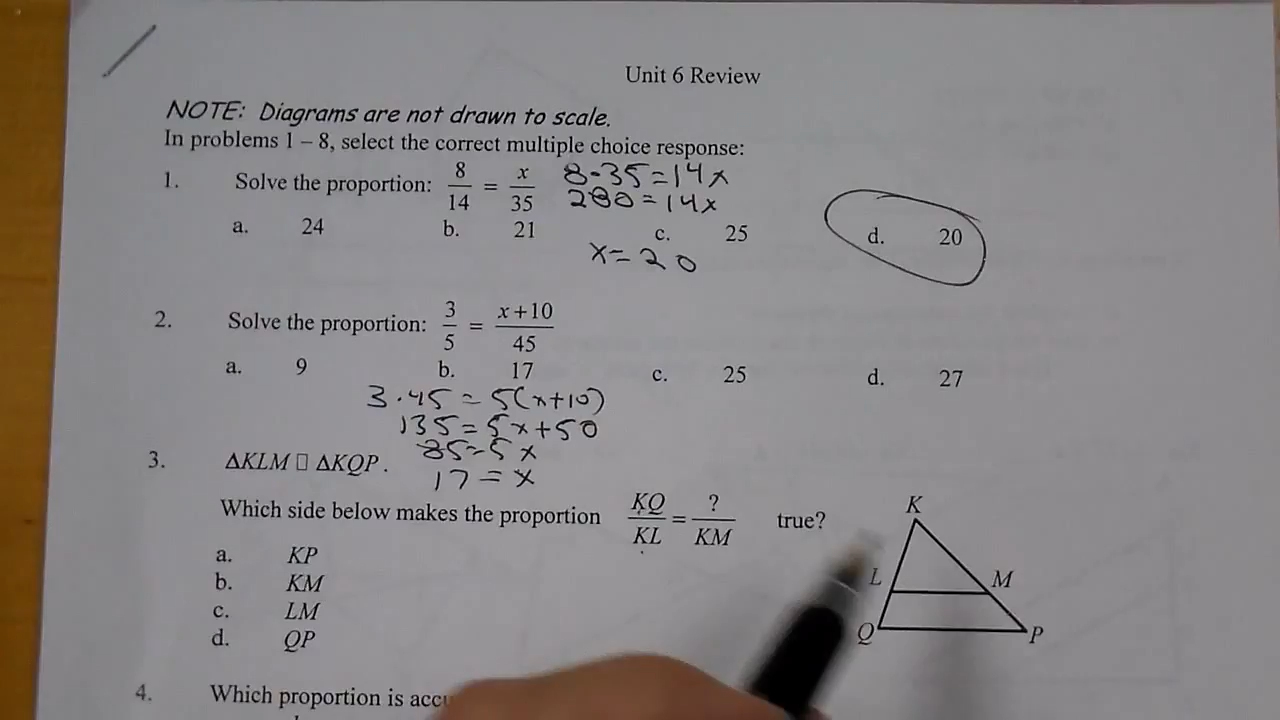 Unit 6 Review
NOTE: Diagrams are not drawn to scale.
In problems 1 – 8, select the correct multiple choice response:
1. Solve the proportion: 8/14 = x/35 8·35=14x
280=14x
a. 24 b. 21 c. 25 d. 20
x=20
2. Solve the proportion: 3/5 = x+10/45
a. 9 b. 17 c. 25 d. 27
3·45=5(x+10)
135=5x+50
85=5x
17=x
3. ΔKLM ▯ ΔKQP.
Which side below makes the proportion KQ/KL = ?/KM true?
a. KP
b. KM
c. LM
d. QP
K
L M
Q P
4. Which proportion is